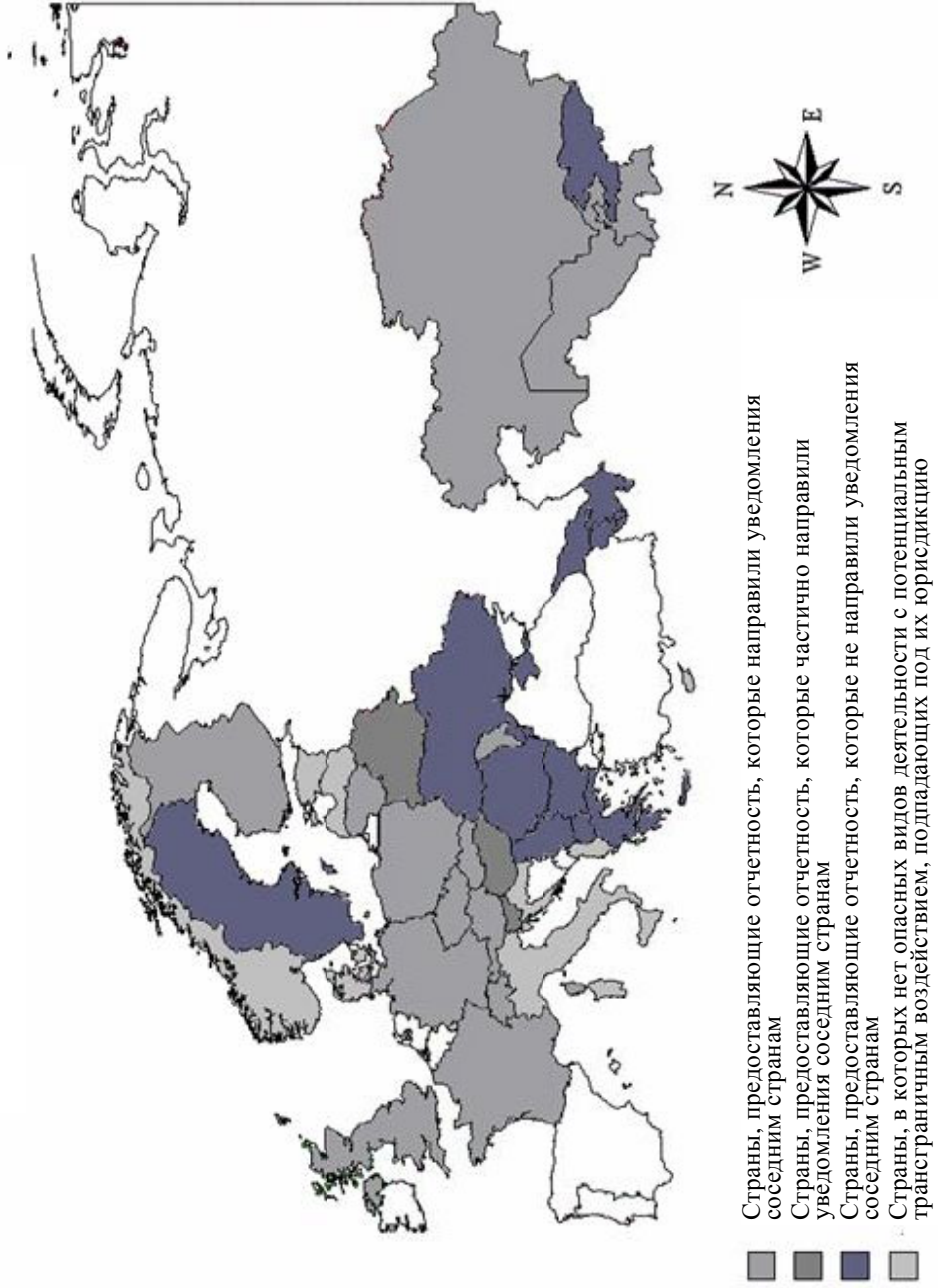 N
W
E
S
Страны, предоставляющие отчетность, которые направили уведомления
соседним странам
Страны, предоставляющие отчетность, которые частично направили
уведомления соседним странам
Страны, предоставляющие отчетность, которые не направили уведомления
соседним странам
Страны, в которых нет опасных видов деятельности с потенциальным
трансграничным воздействием, подпадающих под их юрисдикцию